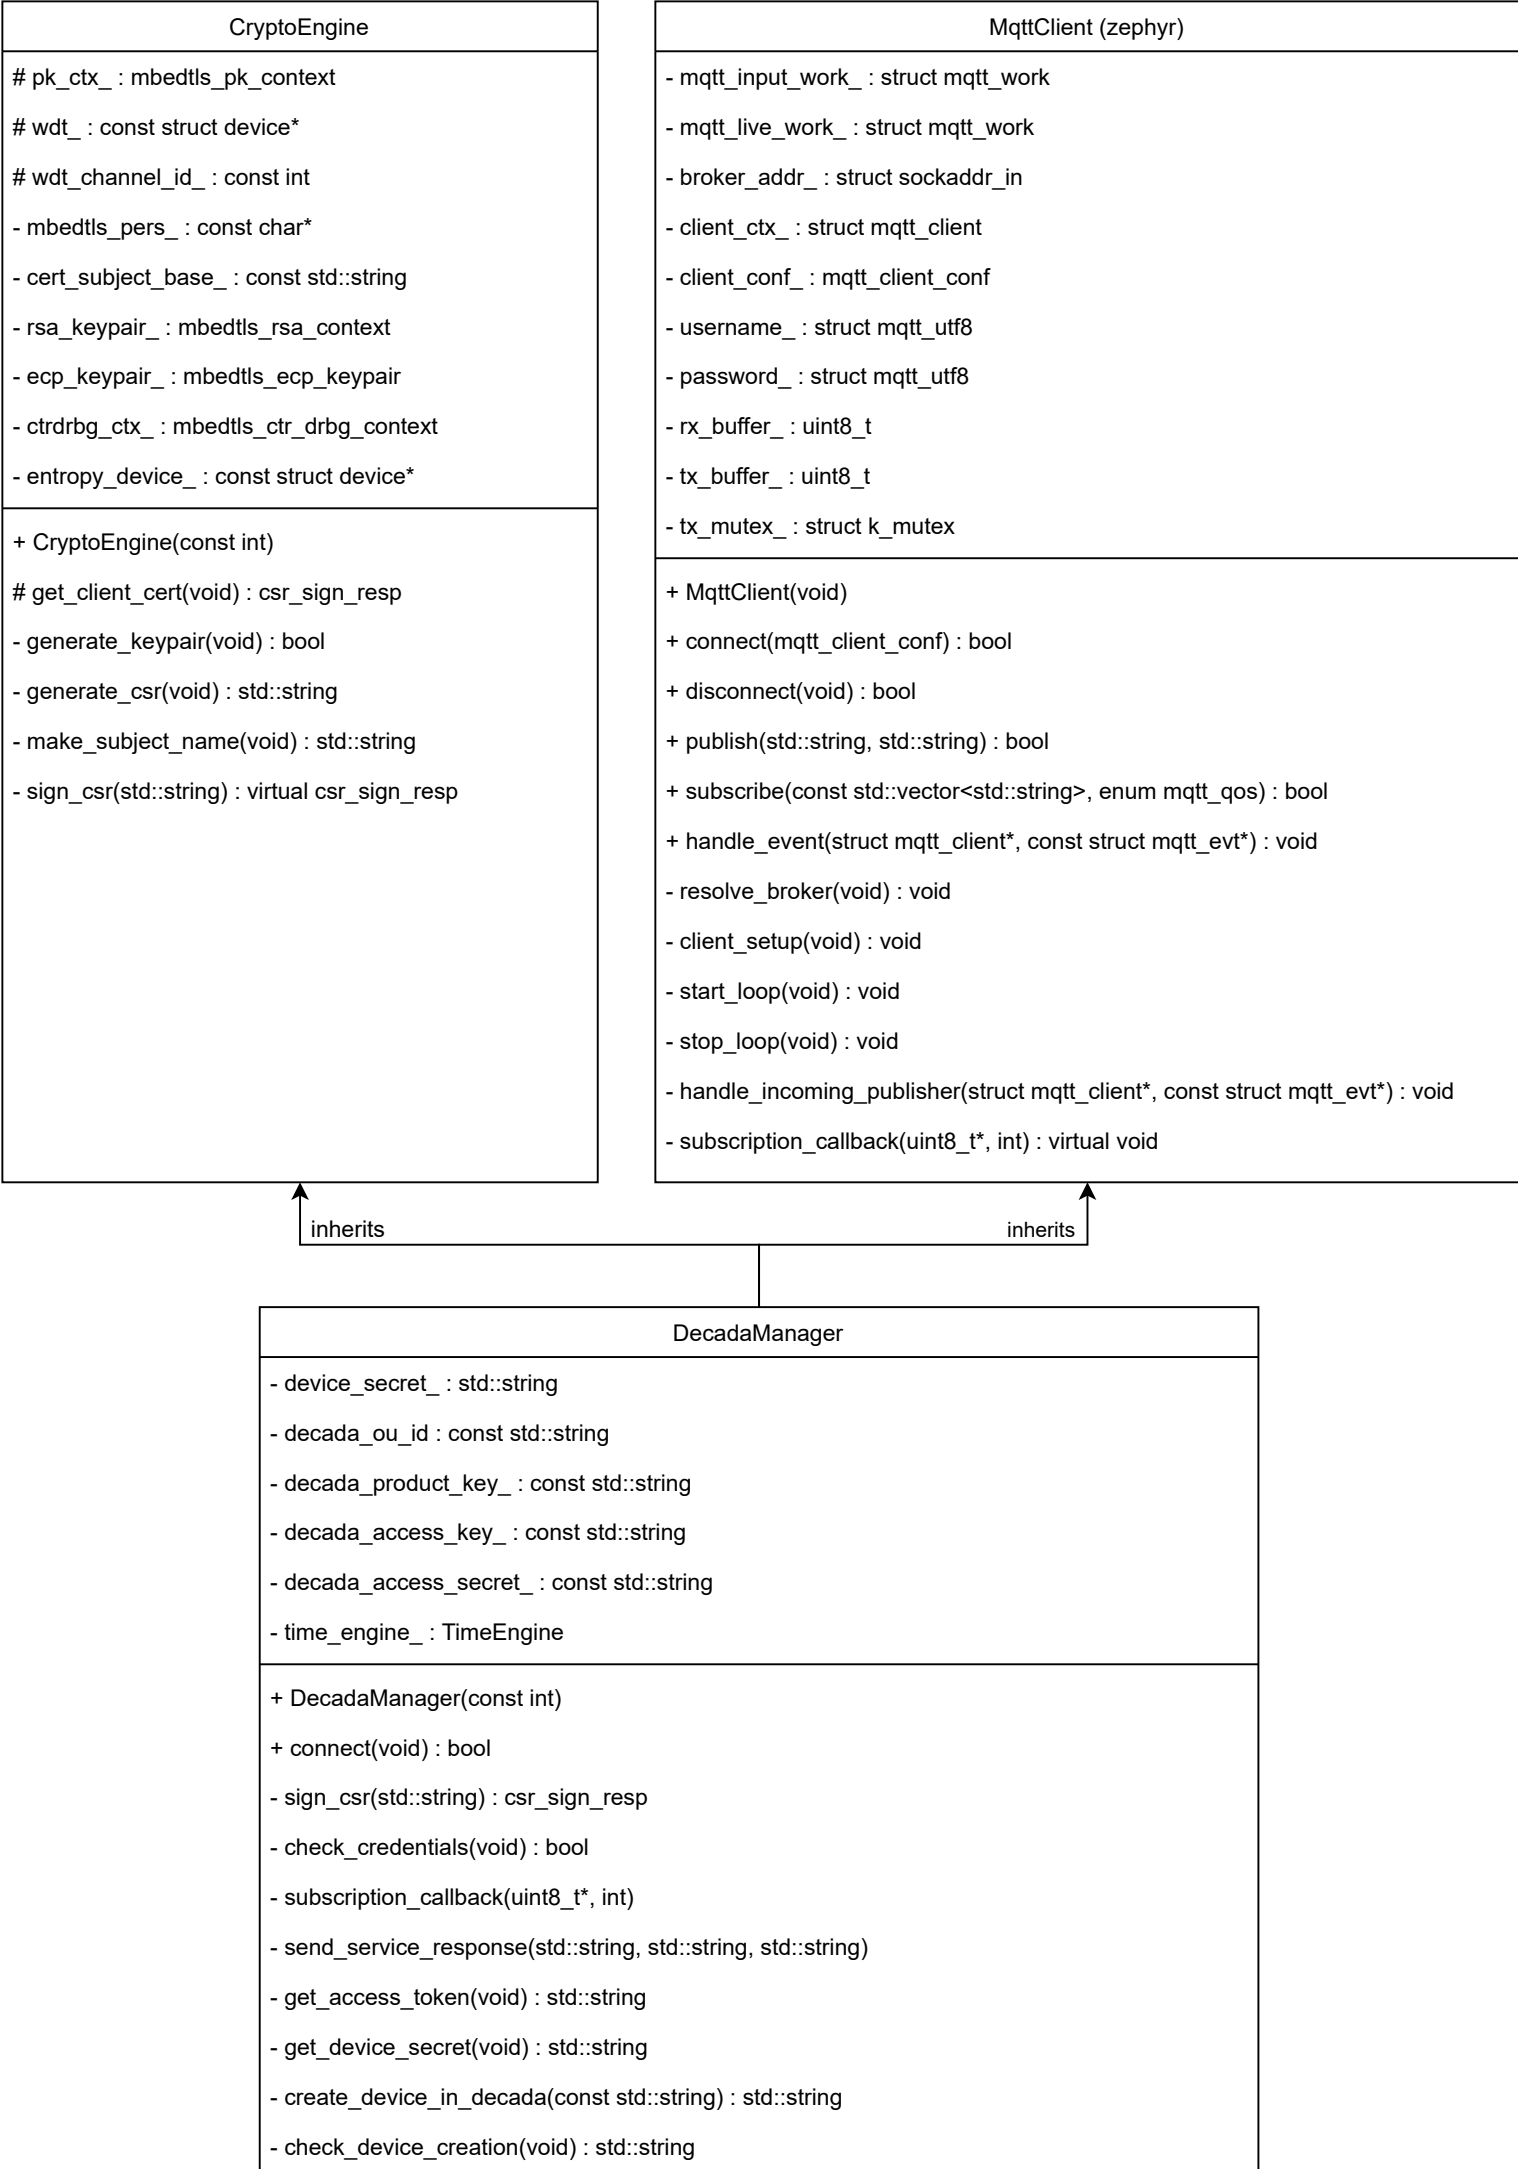 CryptoEngine
# pk_ctx_ : mbedtls_pk_context
# wdt_ : const struct device*
# wdt_channel_id_ : const int
- mbedtls_pers_ : const char*
- cert_subject_base_ : const std::string
- rsa_keypair_ : mbedtls_rsa_context
- ecp_keypair_ : mbedtls_ecp_keypair
- ctrdrbg_ctx_ : mbedtls_ctr_drbg_context
- entropy_device_ : const struct device*
+ CryptoEngine(const int)
# get_client_cert(void) : csr_sign_resp
- generate_keypair(void) : bool
- generate_csr(void) : std::string
- make_subject_name(void) : std::string
- sign_csr(std::string) : virtual csr_sign_resp
MqttClient (zephyr)
- mqtt_input_work_ : struct mqtt_work
- mqtt_live_work_ : struct mqtt_work
- broker_addr_ : struct sockaddr_in
- client_ctx_ : struct mqtt_client
- client_conf_ : mqtt_client_conf
- username_ : struct mqtt_utf8
- password_ : struct mqtt_utf8
- rx_buffer_ : uint8_t
- tx_buffer_ : uint8_t
- tx_mutex_ : struct k_mutex
+ MqttClient(void)
+ connect(mqtt_client_conf) : bool
+ disconnect(void) : bool
+ publish(std::string, std::string) : bool
+ subscribe(const std::vector<std::string>, enum mqtt_qos) : bool
+ handle_event(struct mqtt_client*, const struct mqtt_evt*) : void
- resolve_broker(void) : void
- client_setup(void) : void
- start_loop(void) : void
- stop_loop(void) : void
- handle_incoming_publisher(struct mqtt_client*, const struct mqtt_evt*) : void
- subscription_callback(uint8_t*, int) : virtual void
inherits
inherits
DecadaManager
- device_secret_ : std::string
- decada_ou_id : const std::string
- decada_product_key_ : const std::string
- decada_access_key_ : const std::string
- decada_access_secret_ : const std::string
- time_engine_ : TimeEngine
+ DecadaManager(const int)
+ connect(void) : bool
- sign_csr(std::string) : csr_sign_resp
- check_credentials(void) : bool
- subscription_callback(uint8_t*, int)
- send_service_response(std::string, std::string, std::string)
- get_access_token(void) : std::string
- get_device_secret(void) : std::string
- create_device_in_decada(const std::string) : std::string
- check_device_creation(void) : std::string